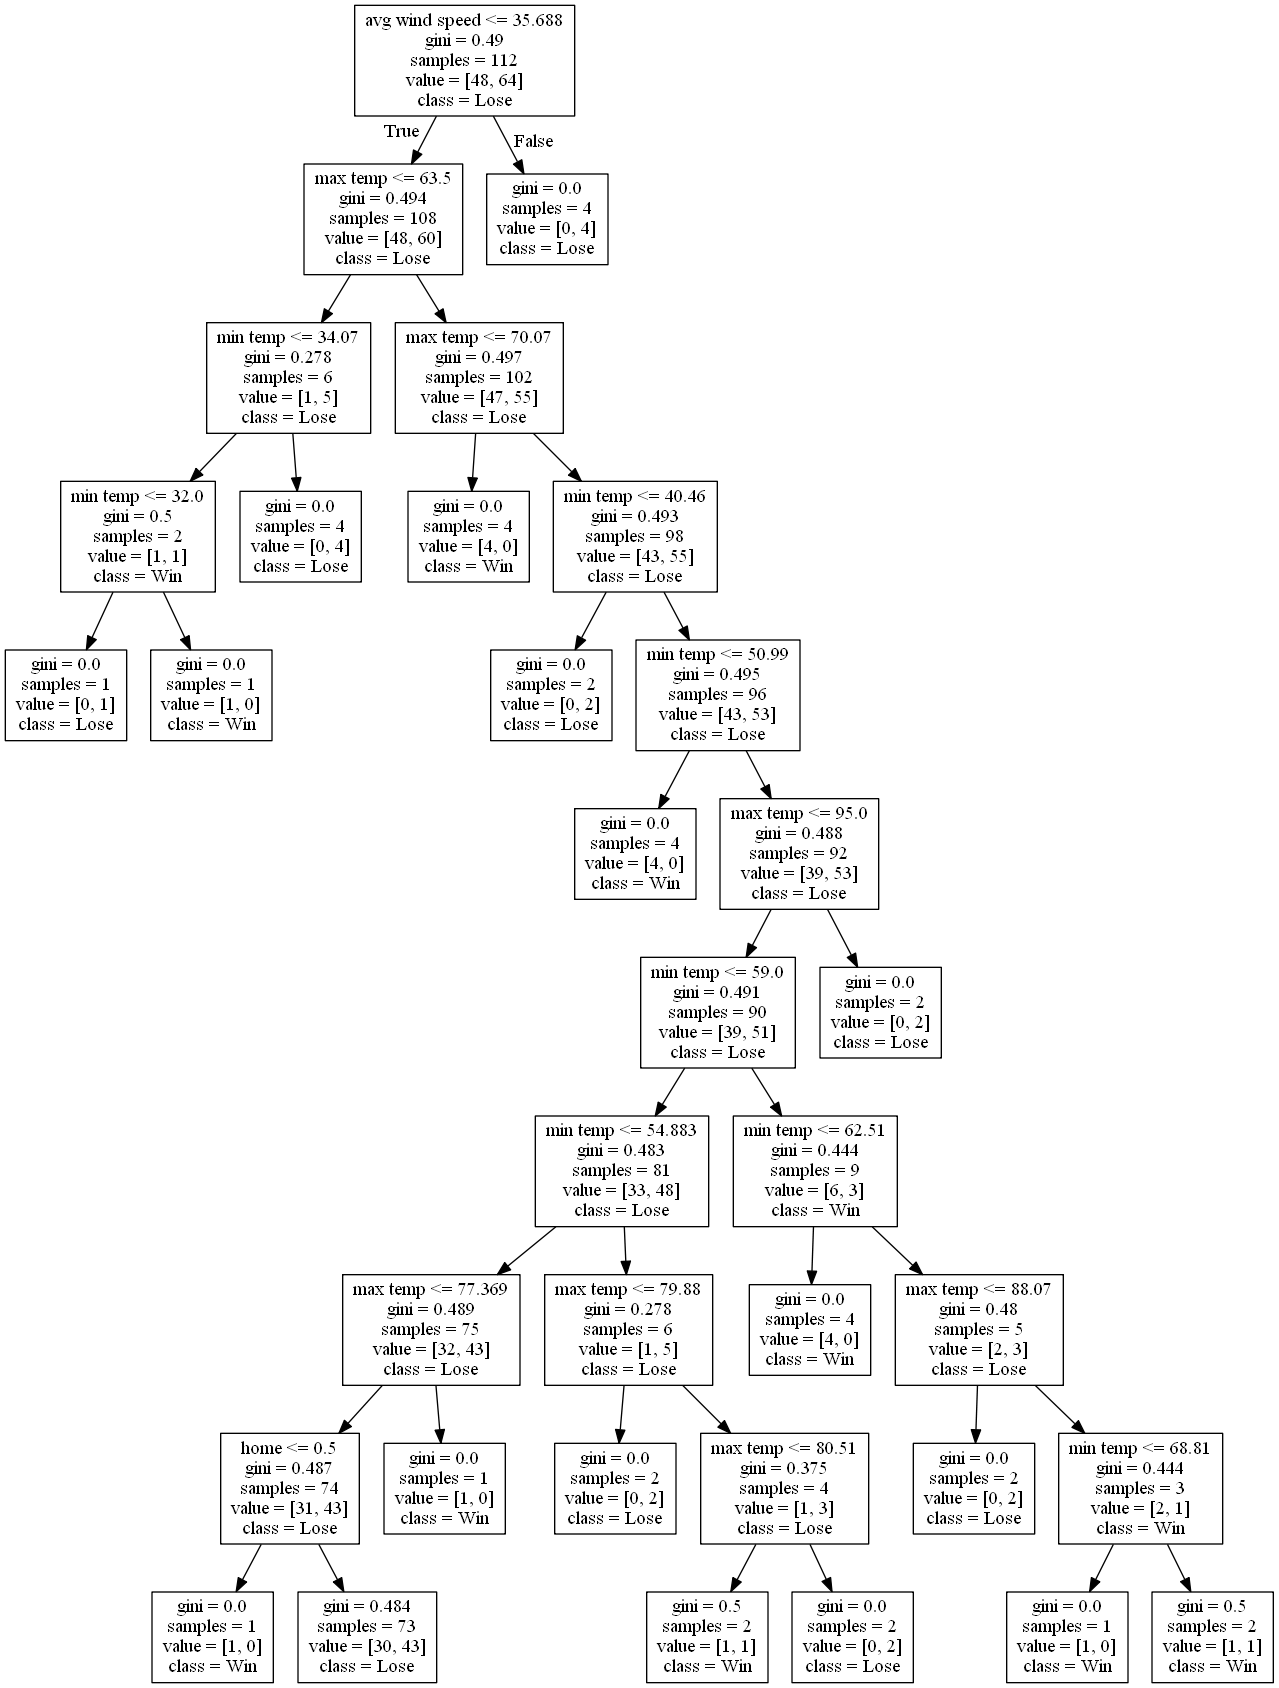 avg wind speed <= 35.688
gini = 0.49
samples = 112
value = [48, 64]
class = Lose
True
False
max temp <= 63.5
gini = 0.494
samples = 108
value = [48, 60]
class = Lose
gini = 0.0
samples = 4
value = [0, 4]
class = Lose
min temp <= 34.07
gini = 0.278
samples = 6
value = [1, 5]
class = Lose
max temp <= 70.07
gini = 0.497
samples = 102
value = [47, 55]
class = Lose
min temp <= 32.0
gini = 0.5
samples = 2
value = [1, 1]
class = Win
gini = 0.0
samples = 4
value = [0, 4]
class = Lose
gini = 0.0
samples = 4
value = [4, 0]
class = Win
min temp <= 40.46
gini = 0.493
samples = 98
value = [43, 55]
class = Lose
gini = 0.0
samples = 1
value = [0, 1]
class = Lose
gini = 0.0
samples = 1
value = [1, 0]
class = Win
gini = 0.0
samples = 2
value = [0, 2]
class = Lose
min temp <= 50.99
gini = 0.495
samples = 96
value = [43, 53]
class = Lose
gini = 0.0
samples = 4
value = [4, 0]
class = Win
max temp <= 95.0
gini = 0.488
samples = 92
value = [39, 53]
class = Lose
min temp <= 59.0
gini = 0.491
samples = 90
value = [39, 51]
class = Lose
gini = 0.0
samples = 2
value = [0, 2]
class = Lose
min temp <= 54.883
gini = 0.483
samples = 81
value = [33, 48]
class = Lose
min temp <= 62.51
gini = 0.444
samples = 9
value = [6, 3]
class = Win
max temp <= 77.369
gini = 0.489
samples = 75
value = [32, 43]
class = Lose
max temp <= 79.88
gini = 0.278
samples = 6
value = [1, 5]
class = Lose
gini = 0.0
samples = 4
value = [4, 0]
class = Win
max temp <= 88.07
gini = 0.48
samples = 5
value = [2, 3]
class = Lose
home <= 0.5
gini = 0.487
samples = 74
value = [31, 43]
class = Lose
gini = 0.0
samples = 1
value = [1, 0]
class = Win
gini = 0.0
samples = 2
value = [0, 2]
class = Lose
max temp <= 80.51
gini = 0.375
samples = 4
value = [1, 3]
class = Lose
gini = 0.0
samples = 2
value = [0, 2]
class = Lose
min temp <= 68.81
gini = 0.444
samples = 3
value = [2, 1]
class = Win
gini = 0.0
samples = 1
value = [1, 0]
class = Win
gini = 0.484
samples = 73
value = [30, 43]
class = Lose
gini = 0.5
samples = 2
value = [1, 1]
class = Win
gini = 0.0
samples = 2
value = [0, 2]
class = Lose
gini = 0.0
samples = 1
value = [1, 0]
class = Win
gini = 0.5
samples = 2
value = [1, 1]
class = Win